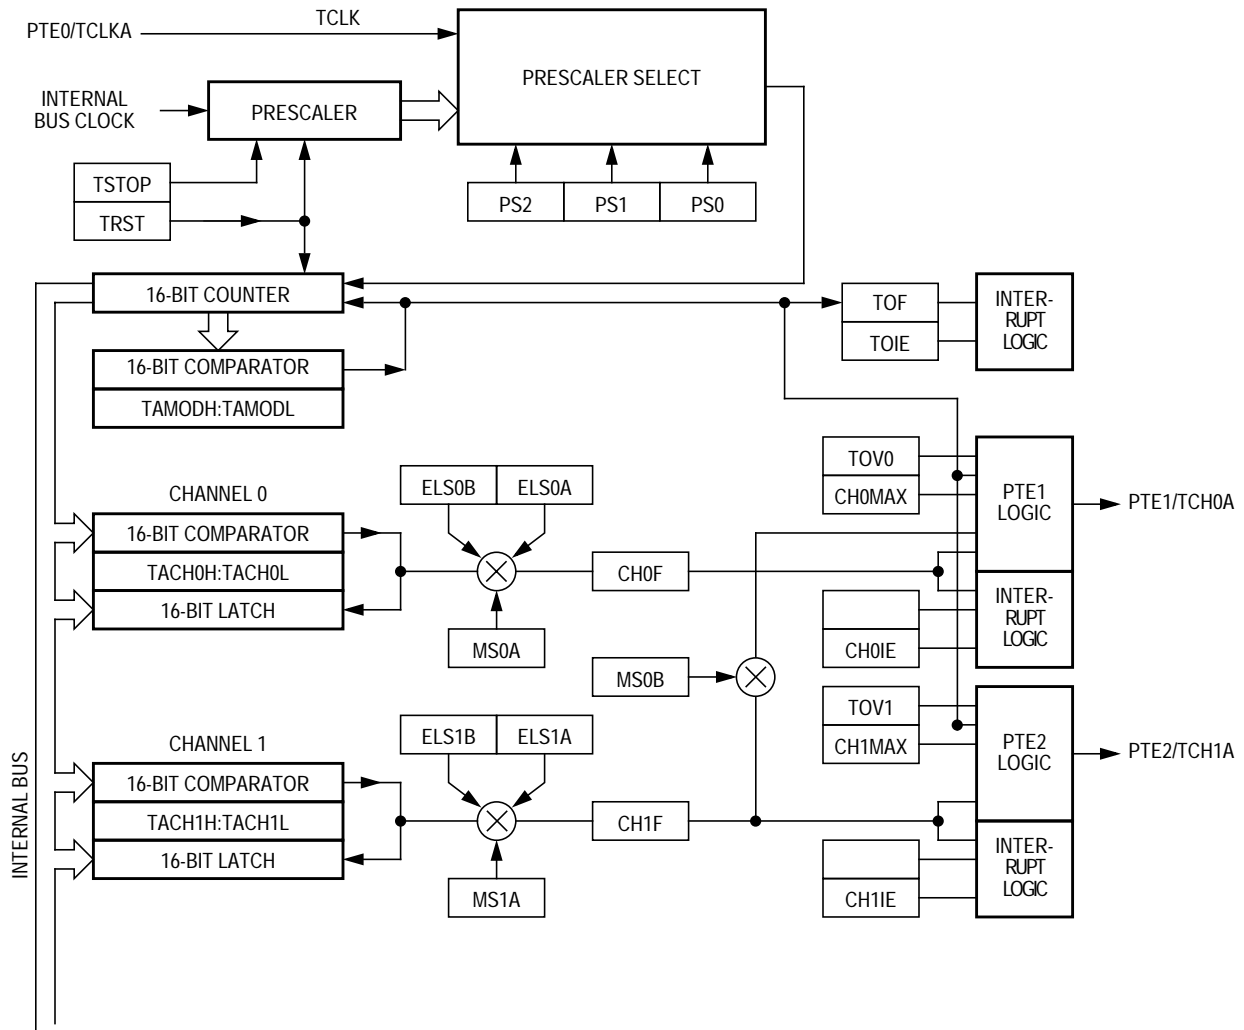 TCLK
PTE0/TCLKA
PRESCALER SELECT
INTERNAL
BUS CLOCK
PRESCALER
TSTOP
TRST
PS2 PS1 PS0
16-BIT COUNTER
TOF
TOIE
INTER-
RUPT
LOGIC
16-BIT COMPARATOR
TAMODH:TAMODL
CHANNEL 0
16-BIT COMPARATOR
TACH0H:TACH0L
16-BIT LATCH
ELS0B ELS0A
MS0A
CH0F
TOV0
CH0MAX
PTE1
LOGIC
PTE1/TCH0A
INTER-
RUPT
LOGIC
CH0IE
MS0B
CHANNEL 1
16-BIT COMPARATOR
TACH1H:TACH1L
16-BIT LATCH
ELS1B ELS1A
MS1A
CH1F
TOV1
CH1MAX
PTE2
LOGIC
PTE2/TCH1A
INTER-
RUPT
LOGIC
CH1IE
INTERNAL BUS